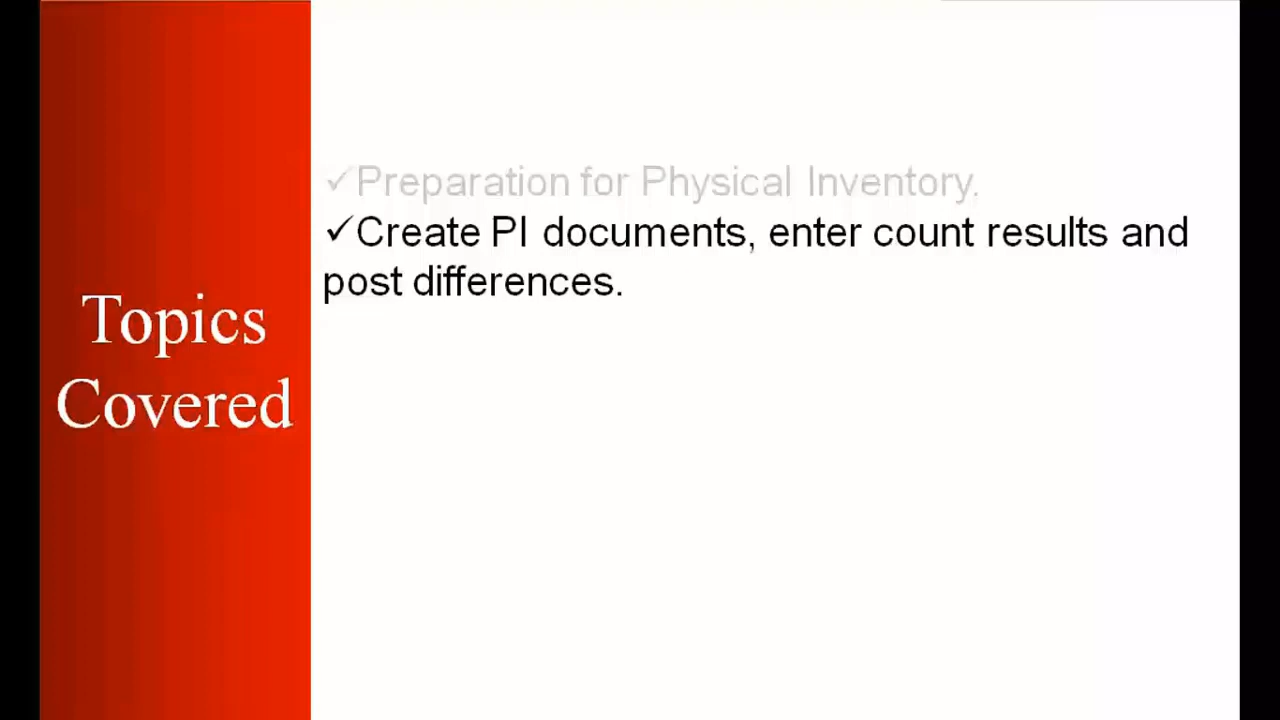 Topics
Covered
✓Preparation for Physical Inventory.
✓Create PI documents, enter count results and
post differences.